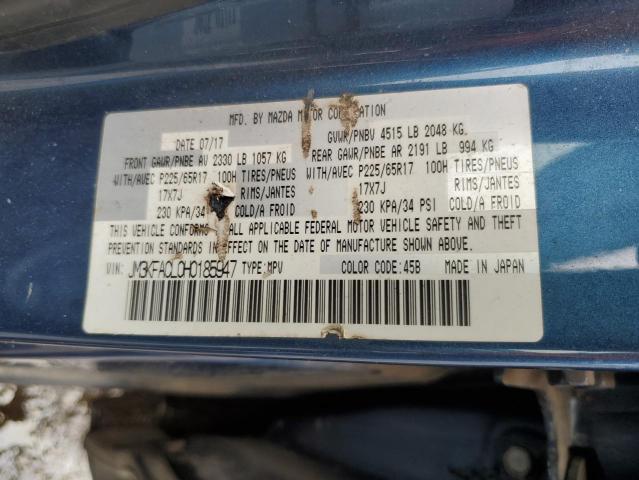 MFD. BY MAZDA MOTOR CORPORATION
DATE 07/17 GVWR/PNBV 4515 LB 2048 KG
FRONT GAWR/PNBE AV 2330 LB 1057 KG REAR GAWR/PNBE AR 2191 LB 994 KG
WITH/AVEC P225/65R17 100H TIRES/PNEUS WITH/AVEC P225/65R17 100H TIRES/PNEUS
17X7J RIMS/JANTES 17X7J RIMS/JANTES
230 KPA/34 COLD/A FROID 230 KPA/34 PSI COLD/A FROID
THIS VEHICLE CONFORMS TO ALL APPLICABLE FEDERAL MOTOR VEHICLE SAFETY AND THEFT
PREVENTION STANDARDS IN EFFECT ON THE DATE OF MANUFACTURE SHOWN ABOVE.
VIN: TYPE:MPV COLOR CODE:45B MADE IN JAPAN